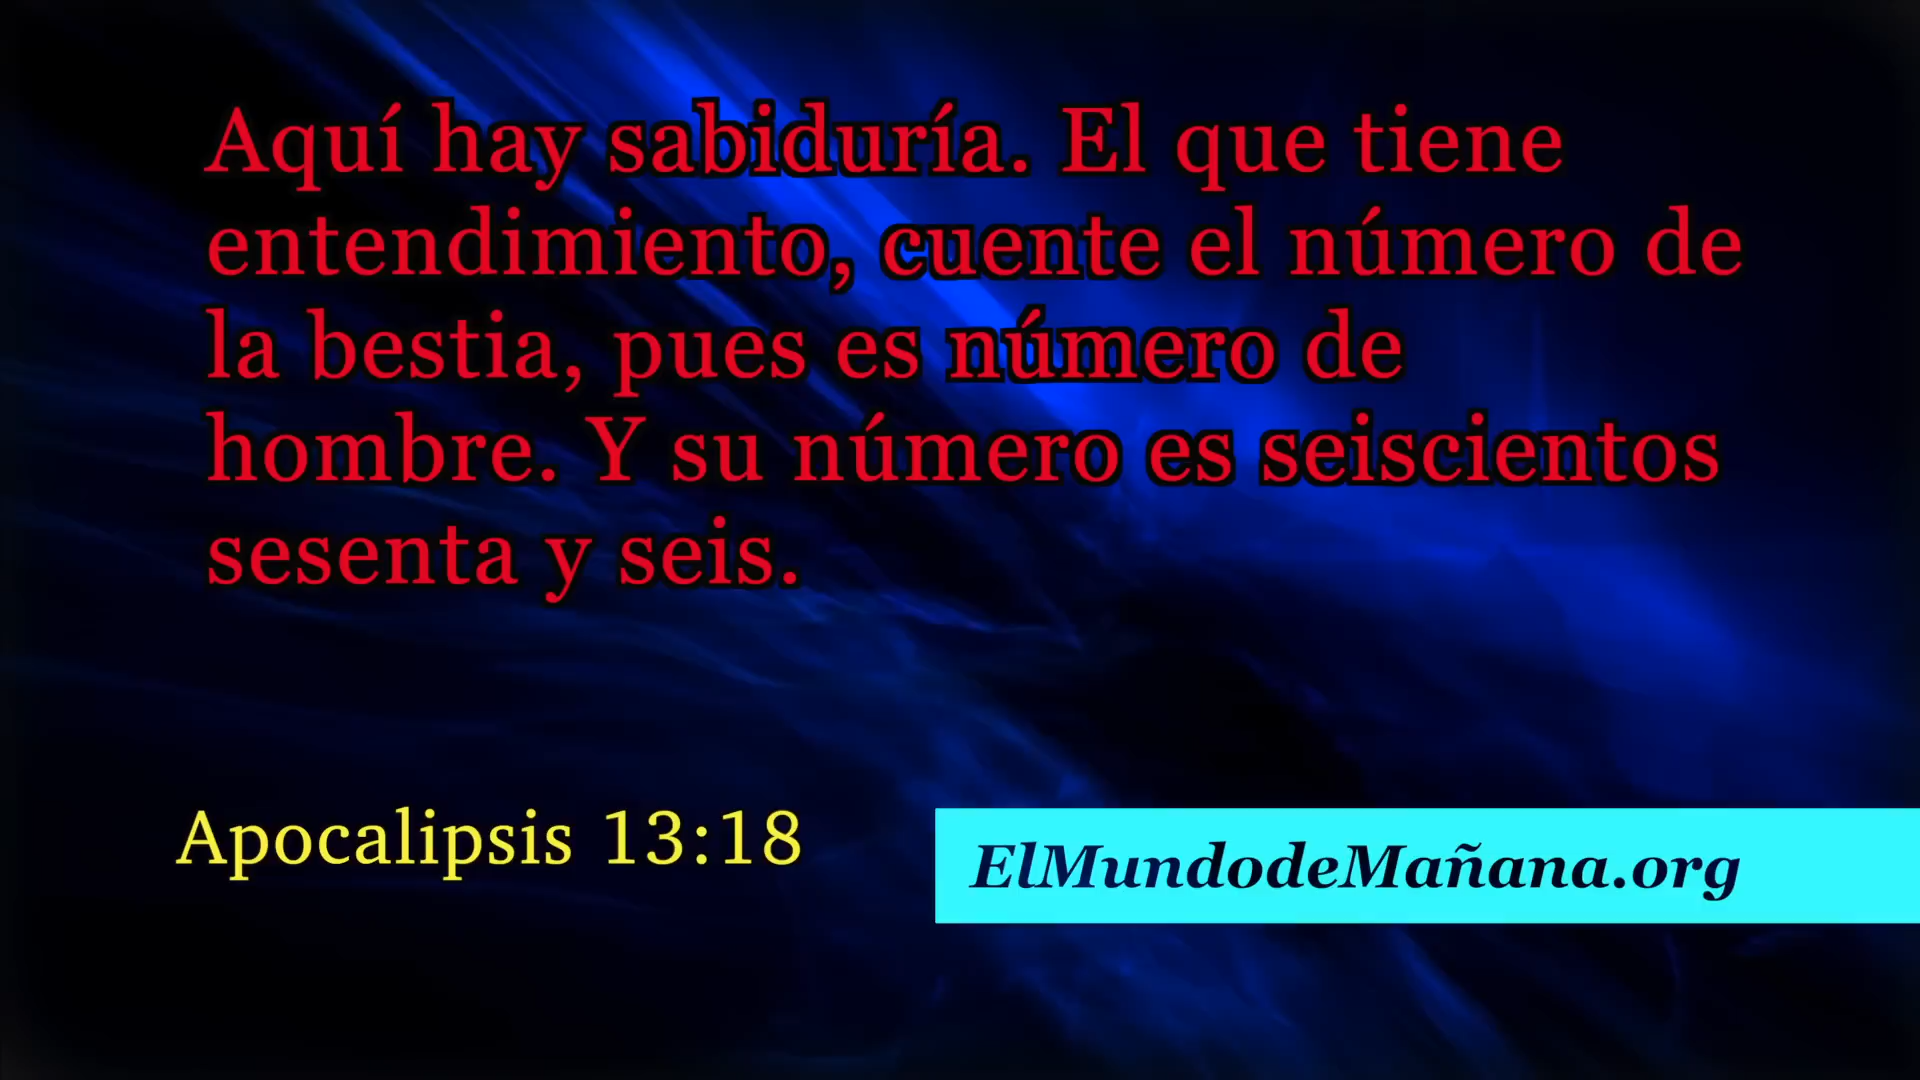 Aquí hay sabiduría. El que tiene
entendimiento, cuente el número de
la bestia, pues es número de
hombre. Y su número es seiscientos
sesenta y seis.
Apocalipsis 13:18
ElMundodeMañana.org